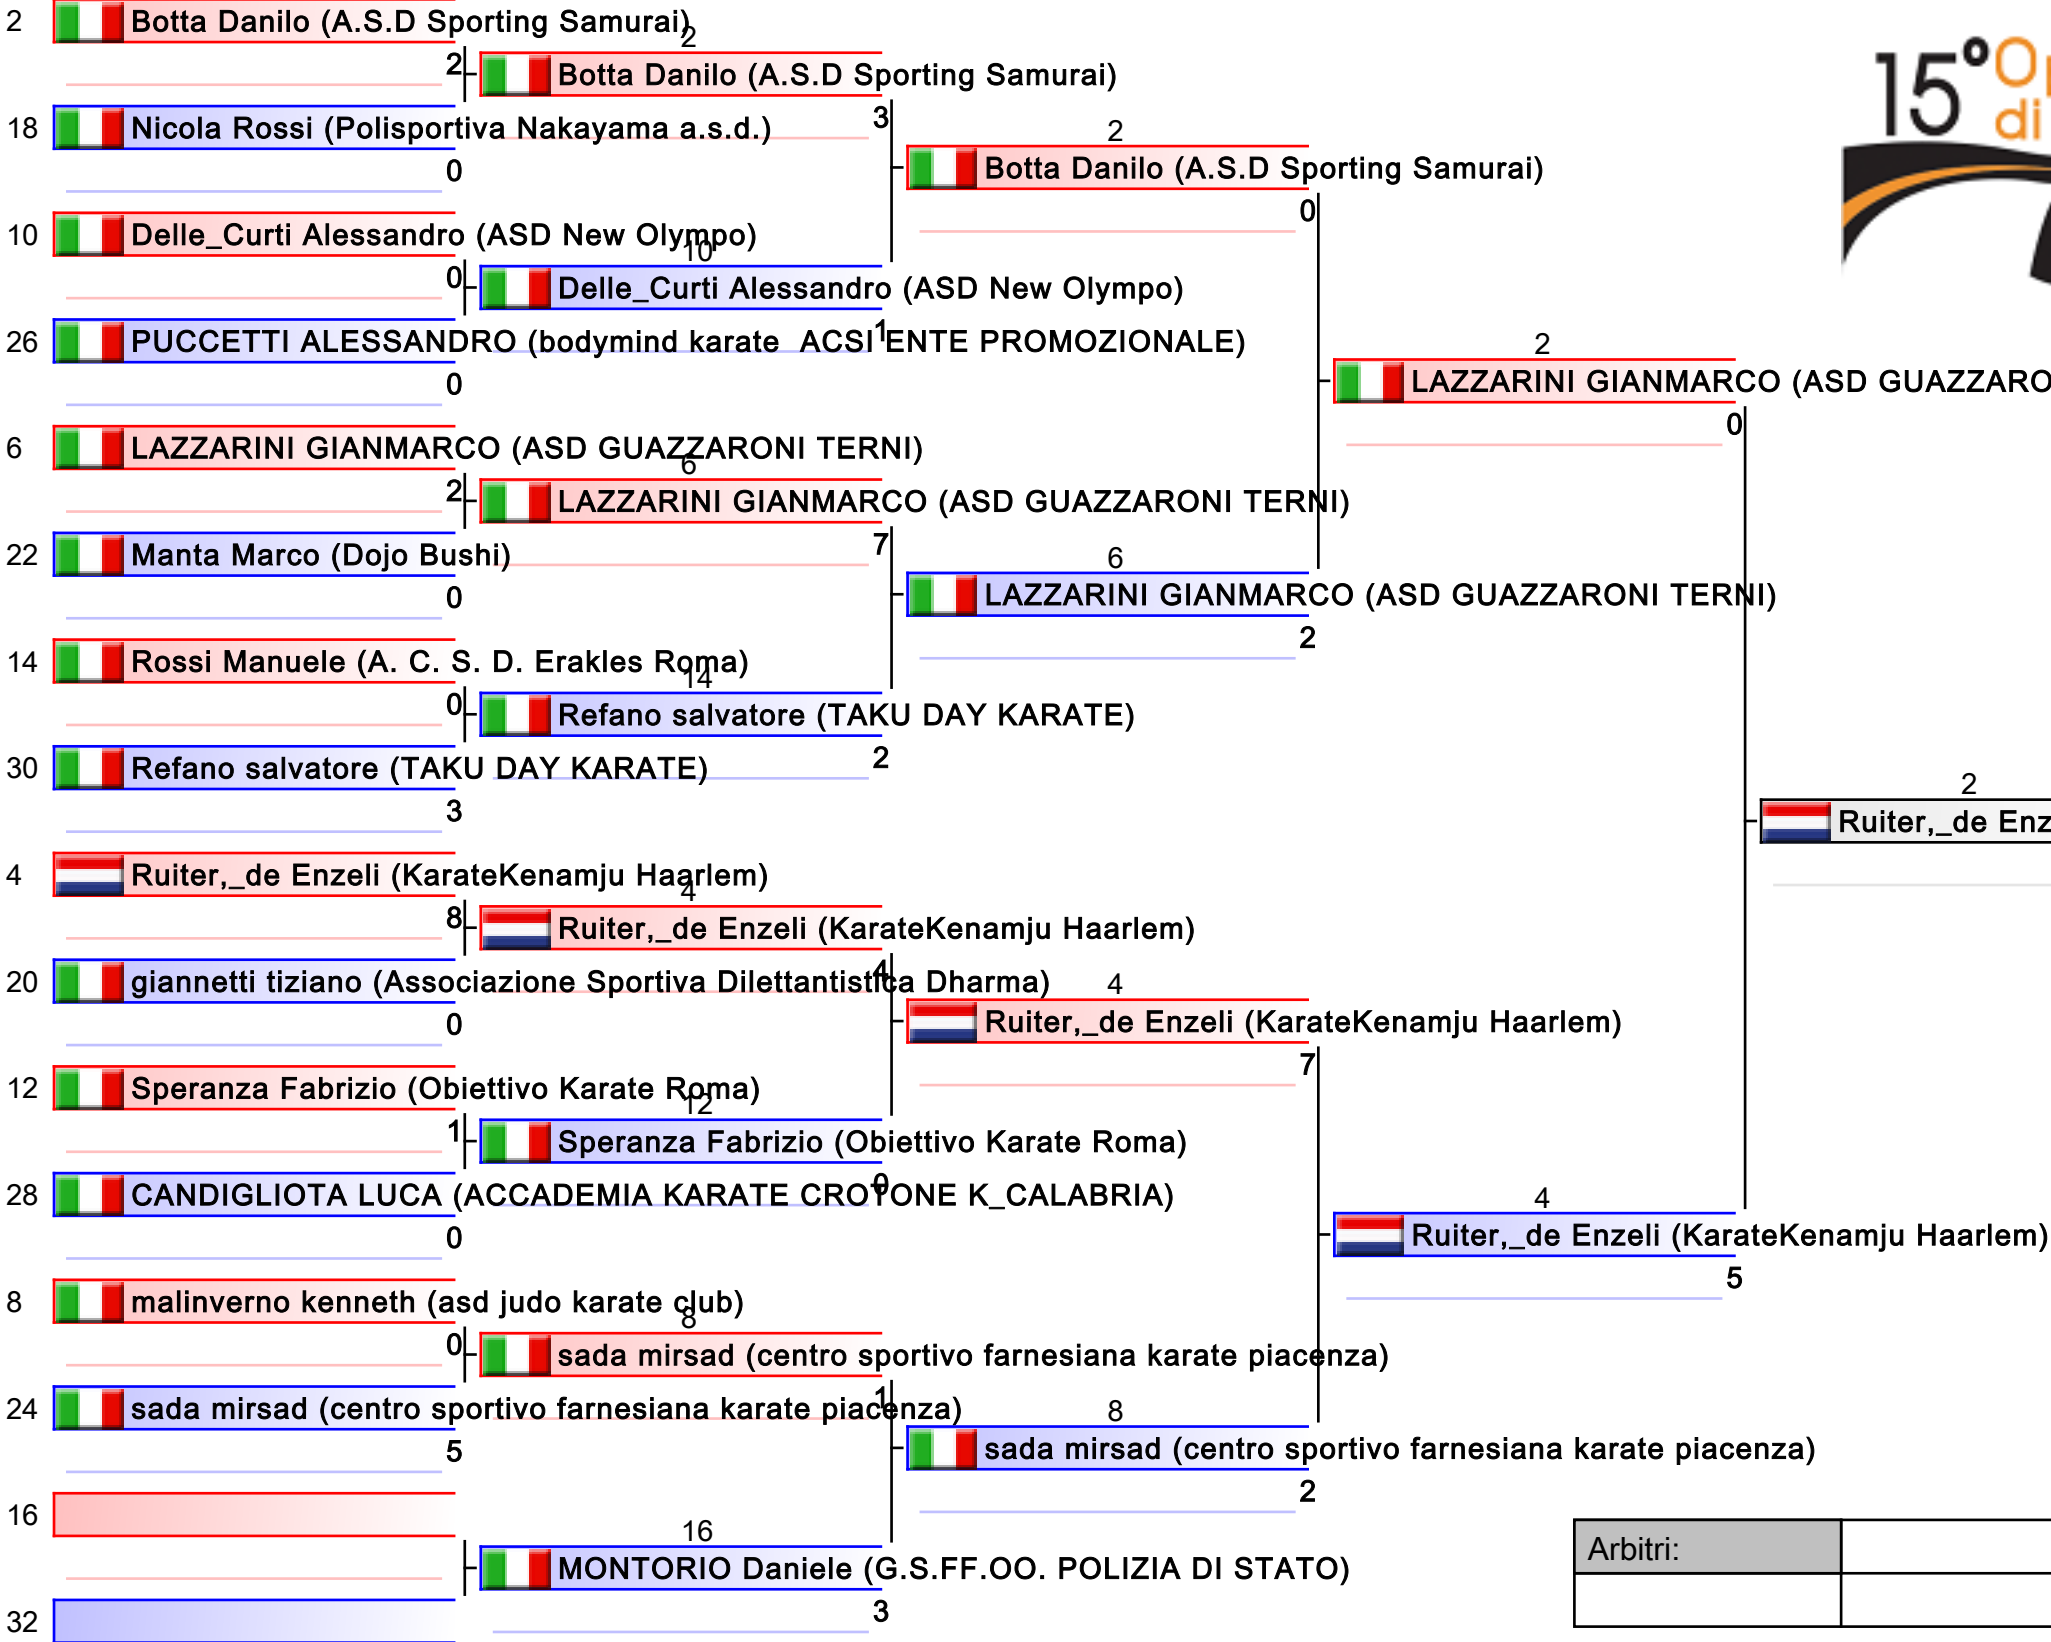 2 Botta Danilo (A.S.D Sporting Samurai)
2
2 Botta Danilo (A.S.D Sporting Samurai)
18 Nicola Rossi (Polisportiva Nakayama a.s.d.)
3
0
2
Botta Danilo (A.S.D Sporting Samurai)
0
10 Delle_Curti Alessandro (ASD New Olympo)
10
0 Delle_Curti Alessandro (ASD New Olympo)
1
26 PUCCETTI ALESSANDRO (bodymind karate ACSI ENTE PROMOZIONALE)
0
2
LAZZARINI GIANMARCO (ASD GUAZZARO
0
6 LAZZARINI GIANMARCO (ASD GUAZZARONI TERNI)
6
2 LAZZARINI GIANMARCO (ASD GUAZZARONI TERNI)
7
22 Manta Marco (Dojo Bushi)
0
6
LAZZARINI GIANMARCO (ASD GUAZZARONI TERNI)
2
14 Rossi Manuele (A. C. S. D. Erakles Roma)
14
0 Refano salvatore (TAKU DAY KARATE)
2
30 Refano salvatore (TAKU DAY KARATE)
3
2
Ruiter,_de Enz
4 Ruiter,_de Enzeli (KarateKenamju Haarlem)
4
8 Ruiter,_de Enzeli (KarateKenamju Haarlem)
4
20 giannetti tiziano (Associazione Sportiva Dilettantistica Dharma)
0
4
Ruiter,_de Enzeli (KarateKenamju Haarlem)
7
12 Speranza Fabrizio (Obiettivo Karate Roma)
12
1 Speranza Fabrizio (Obiettivo Karate Roma)
0
28 CANDIGLIOTA LUCA (ACCADEMIA KARATE CROTONE K_CALABRIA)
0
4
Ruiter,_de Enzeli (KarateKenamju Haarlem)
5
8 malinverno kenneth (asd judo karate club)
8
0 sada mirsad (centro sportivo farnesiana karate piacenza)
1
24 sada mirsad (centro sportivo farnesiana karate piacenza)
5
8
sada mirsad (centro sportivo farnesiana karate piacenza)
2
16
16
MONTORIO Daniele (G.S.FF.OO. POLIZIA DI STATO)
3
32
15°
di
Arbitri: